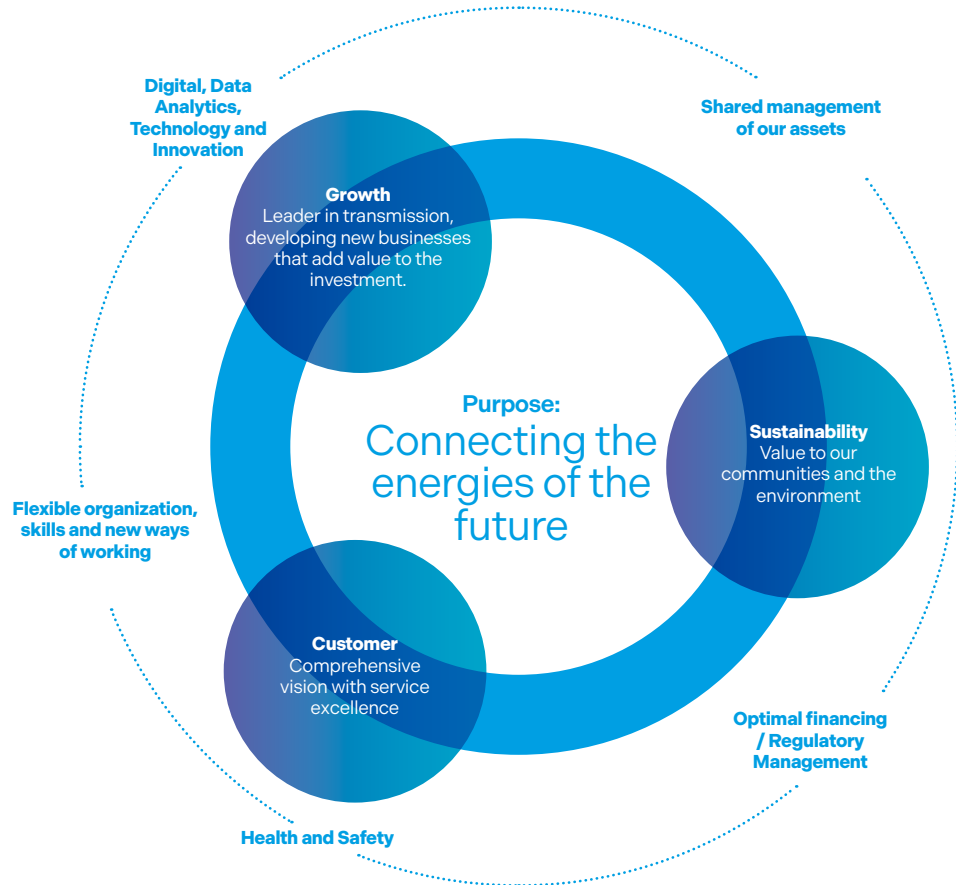 Digital, Data
Analytics,
Technology and
Innovation
Shared management
of our assets
Growth
Leader in transmission,
developing new businesses
that add value to the
investment.
Purpose:
Connecting the
energies of the
future
Sustainability
Value to our
communities and the
environment
Flexible organization,
skills and new ways
of working
Customer
Comprehensive
vision with service
excellence
Optimal financing
/ Regulatory
Management
Health and Safety